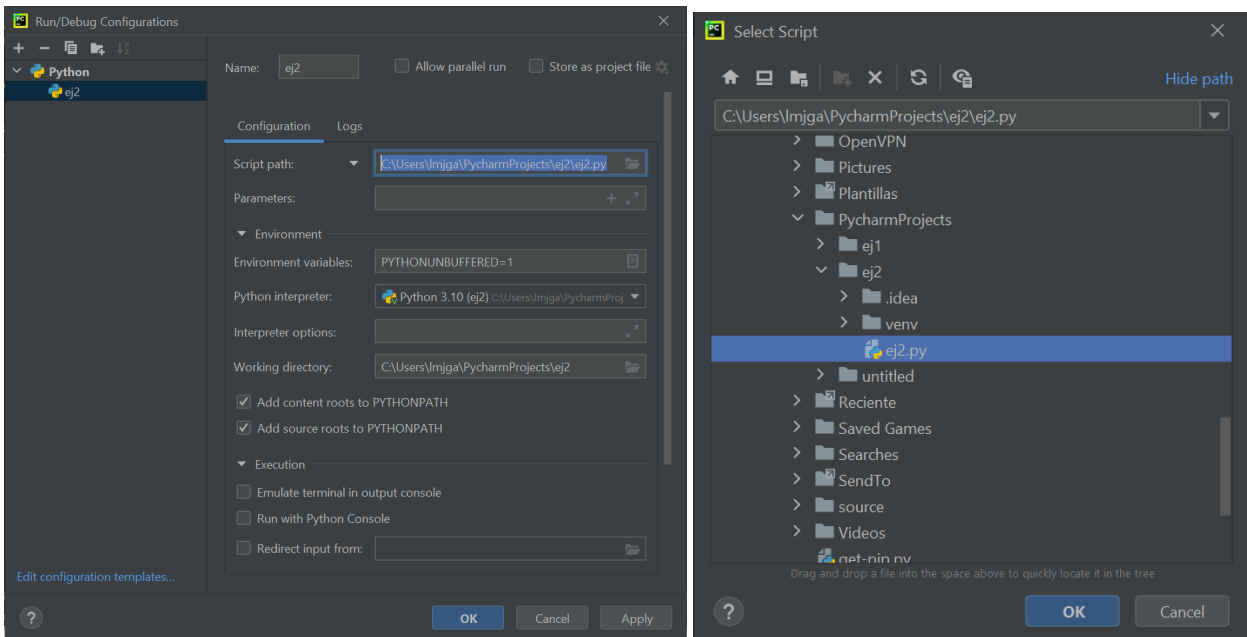 Run/Debug Configurations
Python
ej2
Edit configuration templates...
Name: ej2 Allow parallel run Store as project file
Configuration Logs
Script path: C:\Users\lmjga\PycharmProjects\ej2\ej2.py
Parameters:
Environment
Environment variables: PYTHONUNBUFFERED=1
Python interpreter: Python 3.10 (ej2) C:\Users\lmjga\PycharmProj
Interpreter options:
Working directory: C:\Users\lmjga\PycharmProjects\ej2
Add content roots to PYTHONPATH
Add source roots to PYTHONPATH
Execution
Emulate terminal in output console
Run with Python Console
Redirect input from:
? OK Cancel Apply
Select Script
Hide path
C:\Users\lmjga\PycharmProjects\ej2\ej2.py
OpenVPN
Pictures
Plantillas
PycharmProjects
ej1
ej2
.idea
venv
ej2.py
untitled
Reciente
Saved Games
Searches
SendTo
source
Videos
get-pip.py
Drag and drop a file into the space above to quickly locate it in the tree
? OK Cancel